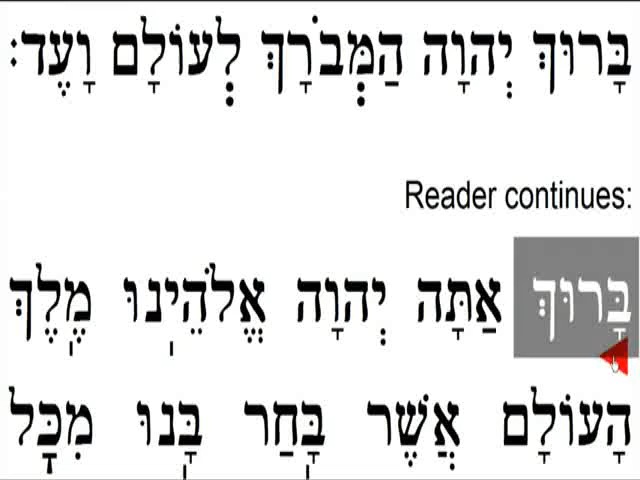 בָּרוּךְ יְהוָה הַמְּבֹרָךְ לְעוֹלָם וָעֶד׃
Reader continues:
בָּרוּךְ אַתָּה יְהוָה אֱלֹהֵינוּ מֶלֶךְ
הָעוֹלָם אֲשֶׁר בָּחַר בָּנוּ מִכָּל